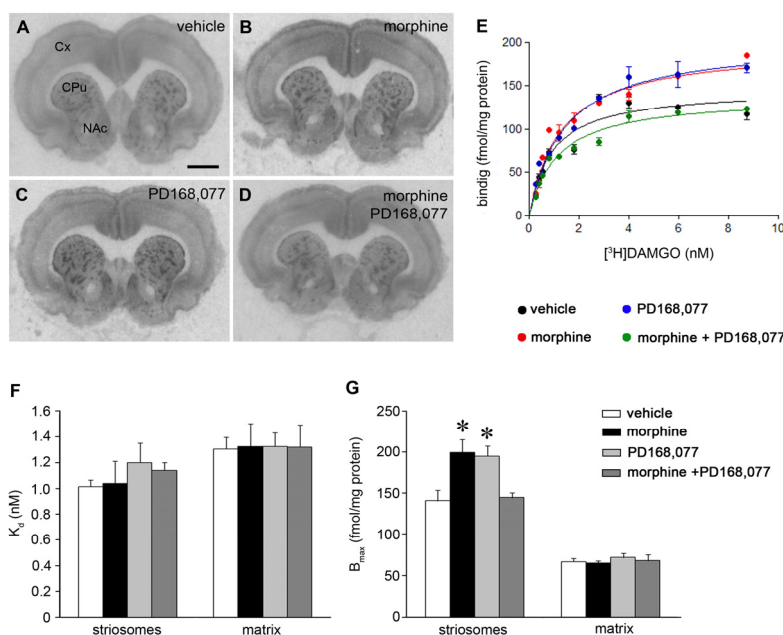 A
vehicle
Cx
CPu
NAc
B
morphine
C
PD168,077
D
morphine
PD168,077
E
bindig (fmol/mg protein)
200
150
100
50
0
0 2 4 6 8 10
[³H]DAMGO (nM)
vehicle
PD168,077
morphine
morphine + PD168,077
F
K_d (nM)
1.6
1.4
1.2
1.0
0.8
0.6
0.4
0.2
0
striosomes
matrix
G
B_max (fmol/mg protein)
250
200
150
100
50
0
* *
striosomes
matrix
vehicle
morphine
PD168,077
morphine +PD168,077